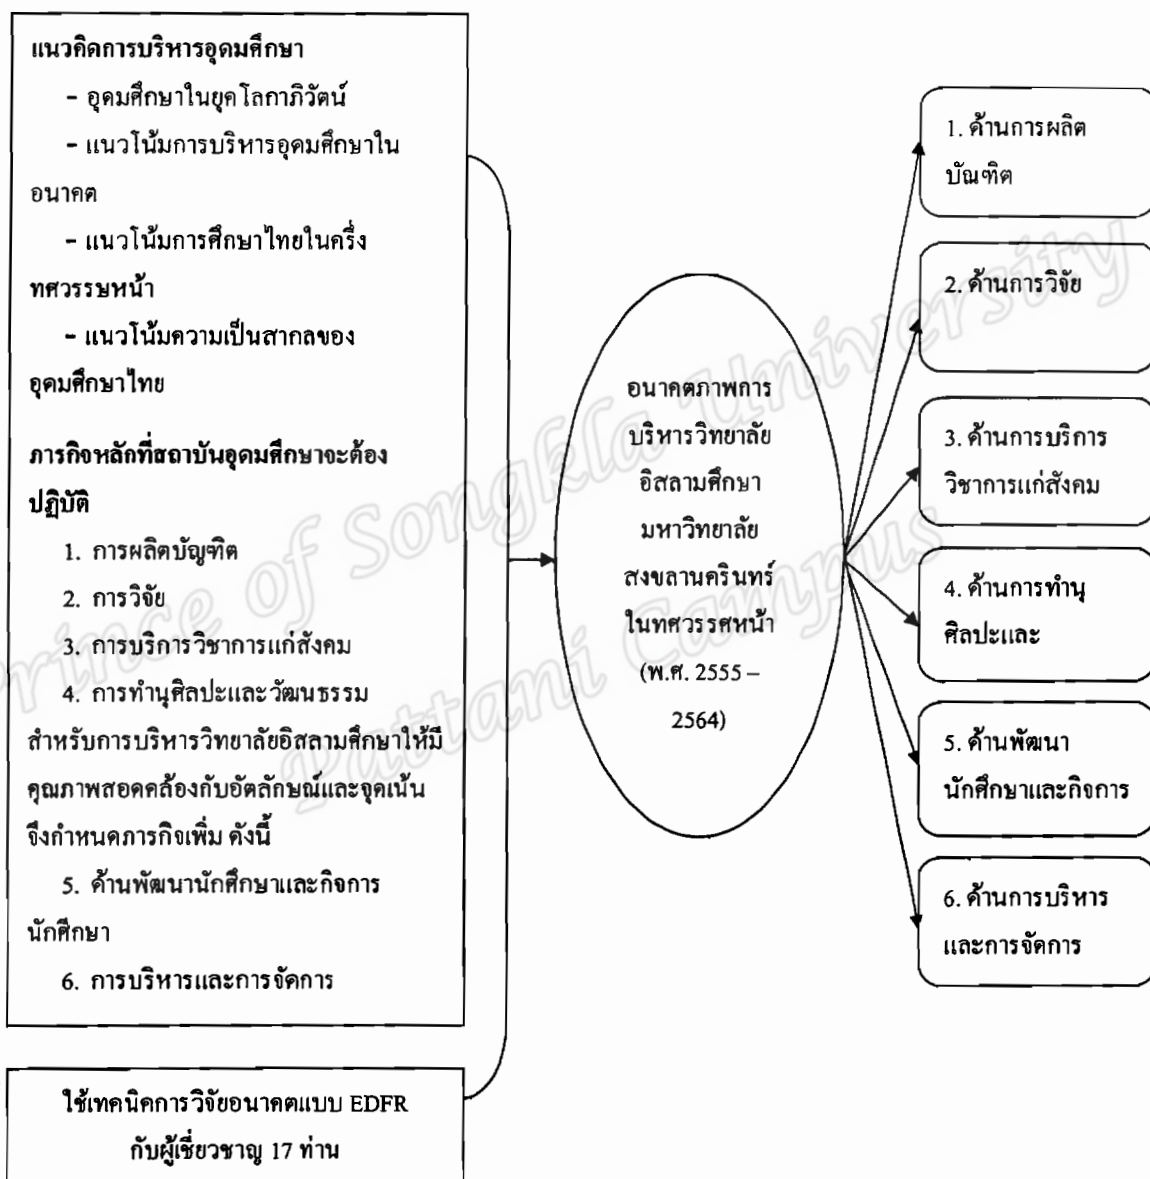 แนวคิดการบริหารอุดมศึกษา
- อุดมศึกษาในยุคโลกาภิวัตน์
- แนวโน้มการบริหารอุดมศึกษาใน
อนาคต
- แนวโน้มการศึกษาไทยในครึ่ง
ทศวรรษหน้า
- แนวโน้มความเป็นสากลของ
อุดมศึกษาไทย
ภารกิจหลักที่สถาบันอุดมศึกษาจะต้อง
ปฏิบัติ
1. การผลิตบัญฑิต
2. การวิจัย
3. การบริการวิชาการแก่สังคม
4. การทำนุศิลปะและวัฒนธรรม
สำหรับการบริหารวิทยาลัยอิสลามศึกษาให้มี
คุณภาพสอดคล้องกับอัตลักษณ์และจุดเน้น
จึงกำหนดภารกิจเพิ่ม ดังนี้
5. ด้านพัฒนานักศึกษาและกิจการ
นักศึกษา
6. การบริหารและการจัดการ
ใช้เทคนิคการวิจัยอนาคตแบบ EDFR
กับผู้เชี่ยวชาญ 17 ท่าน
อนาคตภาพการ
บริหารวิทยาลัย
อิสลามศึกษา
มหาวิทยาลัย
สงขลานครินทร์
ในทศวรรศหน้า
(พ.ศ. 2555 –
2564)
1. ด้านการผลิต
บัณฑิต
2. ด้านการวิจัย
3. ด้านการบริการ
วิชาการแก่สังคม
4. ด้านการทำนุ
ศิลปะและ
5. ด้านพัฒนา
นักศึกษาและกิจการ
6. ด้านการบริหาร
และการจัดการ
Prince of Songkla University
Pattani Campus